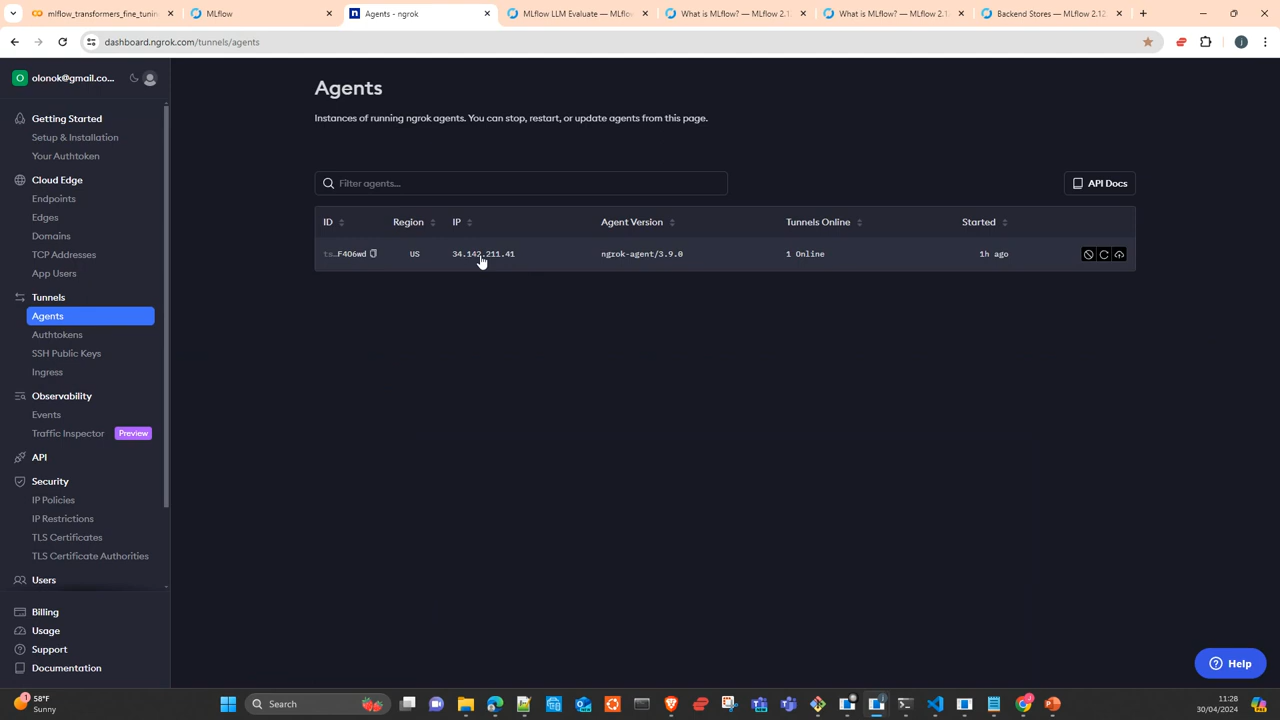 mlflow_transformers_fine_tunin
MLflow
Agents - ngrok
MLflow LLM Evaluate — MLflow
What is MLflow? — MLflow 2.1
What is MLflow? — MLflow 2.1
Backend Stores — MLflow 2.12
dashboard.ngrok.com/tunnels/agents
i
O olonok@gmail.co...
Getting Started
Setup & Installation
Your Authtoken
Cloud Edge
Endpoints
Edges
Domains
TCP Addresses
App Users
Tunnels
Agents
Authtokens
SSH Public Keys
Ingress
Observability
Events
Traffic Inspector Preview
API
Security
IP Policies
IP Restrictions
TLS Certificates
TLS Certificate Authorities
Users
Billing
Usage
Support
Documentation
Agents
Instances of running ngrok agents. You can stop, restart, or update agents from this page.
Filter agents...
API Docs
ID Region IP Agent Version Tunnels Online Started
ts…F4O6wd US 34.142.211.41 ngrok-agent/3.9.0 1 Online 1h ago
Help
1
58°F
Sunny
Search
11:28
30/04/2024